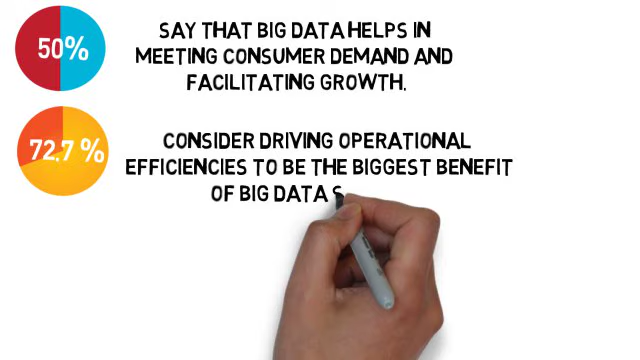 50%
SAY THAT BIG DATA HELPS IN
MEETING CONSUMER DEMAND AND
FACILITATING GROWTH.
72.7 %
CONSIDER DRIVING OPERATIONAL
EFFICIENCIES TO BE THE BIGGEST BENEFIT
OF BIG DATA